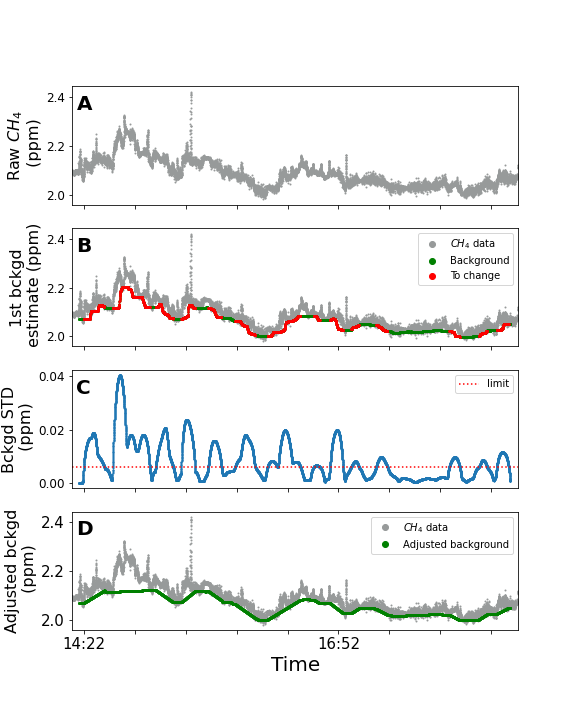 A
Raw CH4
(ppm)
2.4
2.2
2.0
B
1st bckgd
estimate (ppm)
2.4
2.2
2.0
CH4 data
Background
To change
C
Bckgd STD
(ppm)
0.04
0.02
0.00
limit
D
Adjusted bckgd
(ppm)
2.4
2.2
2.0
CH4 data
Adjusted background
14:22
16:52
Time